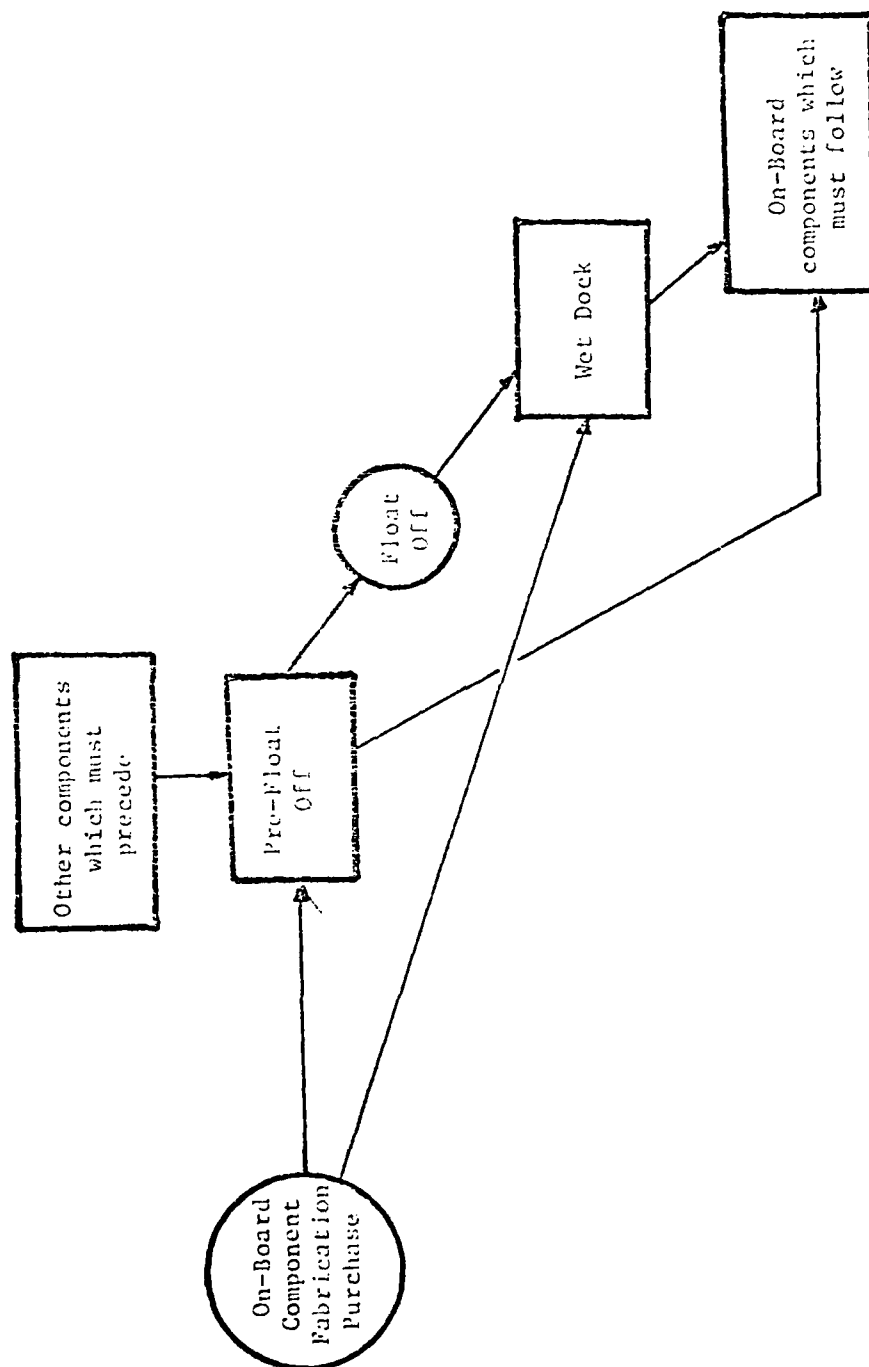 Other components
which must
precede
On-Board
Component
Fabrication
Purchase
Pre-Float
Off
Float
Off
Wet Dock
On-Board
components which
must follow